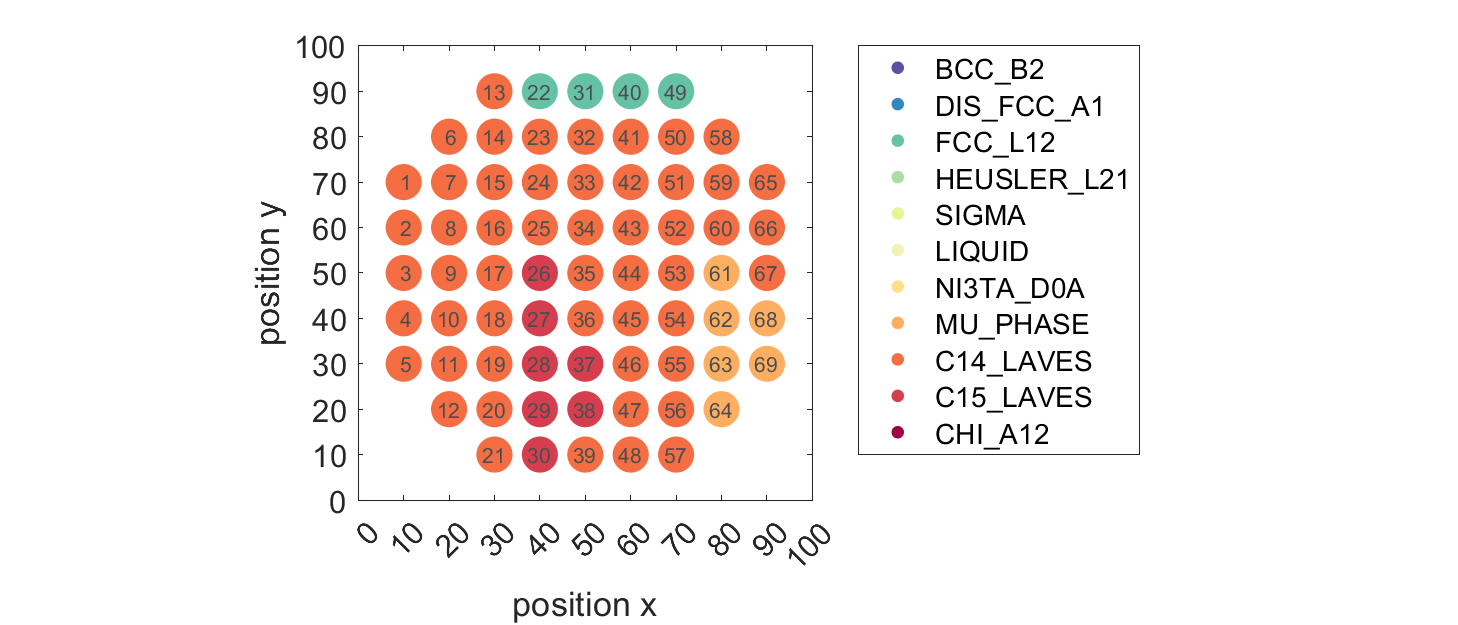 100
90
80
70
60
50
40
30
20
10
0
position y
13 22 31 40 49
6 14 23 32 41 50 58
1 7 15 24 33 42 51 59 65
2 8 16 25 34 43 52 60 66
3 9 17 26 35 44 53 61 67
4 10 18 27 36 45 54 62 68
5 11 19 28 37 46 55 63 69
12 20 29 38 47 56 64
21 30 39 48 57
0 10 20 30 40 50 60 70 80 90 100
position x
BCC_B2
DIS_FCC_A1
FCC_L12
HEUSLER_L21
SIGMA
LIQUID
NI3TA_D0A
MU_PHASE
C14_LAVES
C15_LAVES
CHI_A12